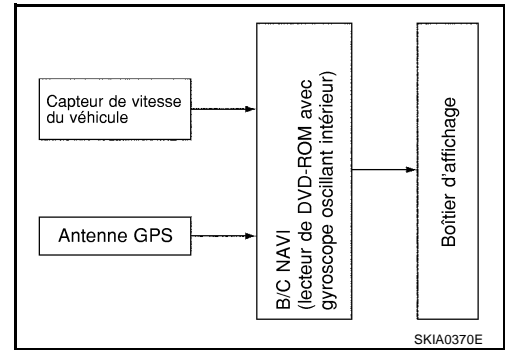 Capteur de vitesse
du véhicule
Antenne GPS
B/C NAVI
(lecteur de DVD-ROM avec
gyroscope oscillant intérieur)
Boîtier d'affichage
SKIA0370E